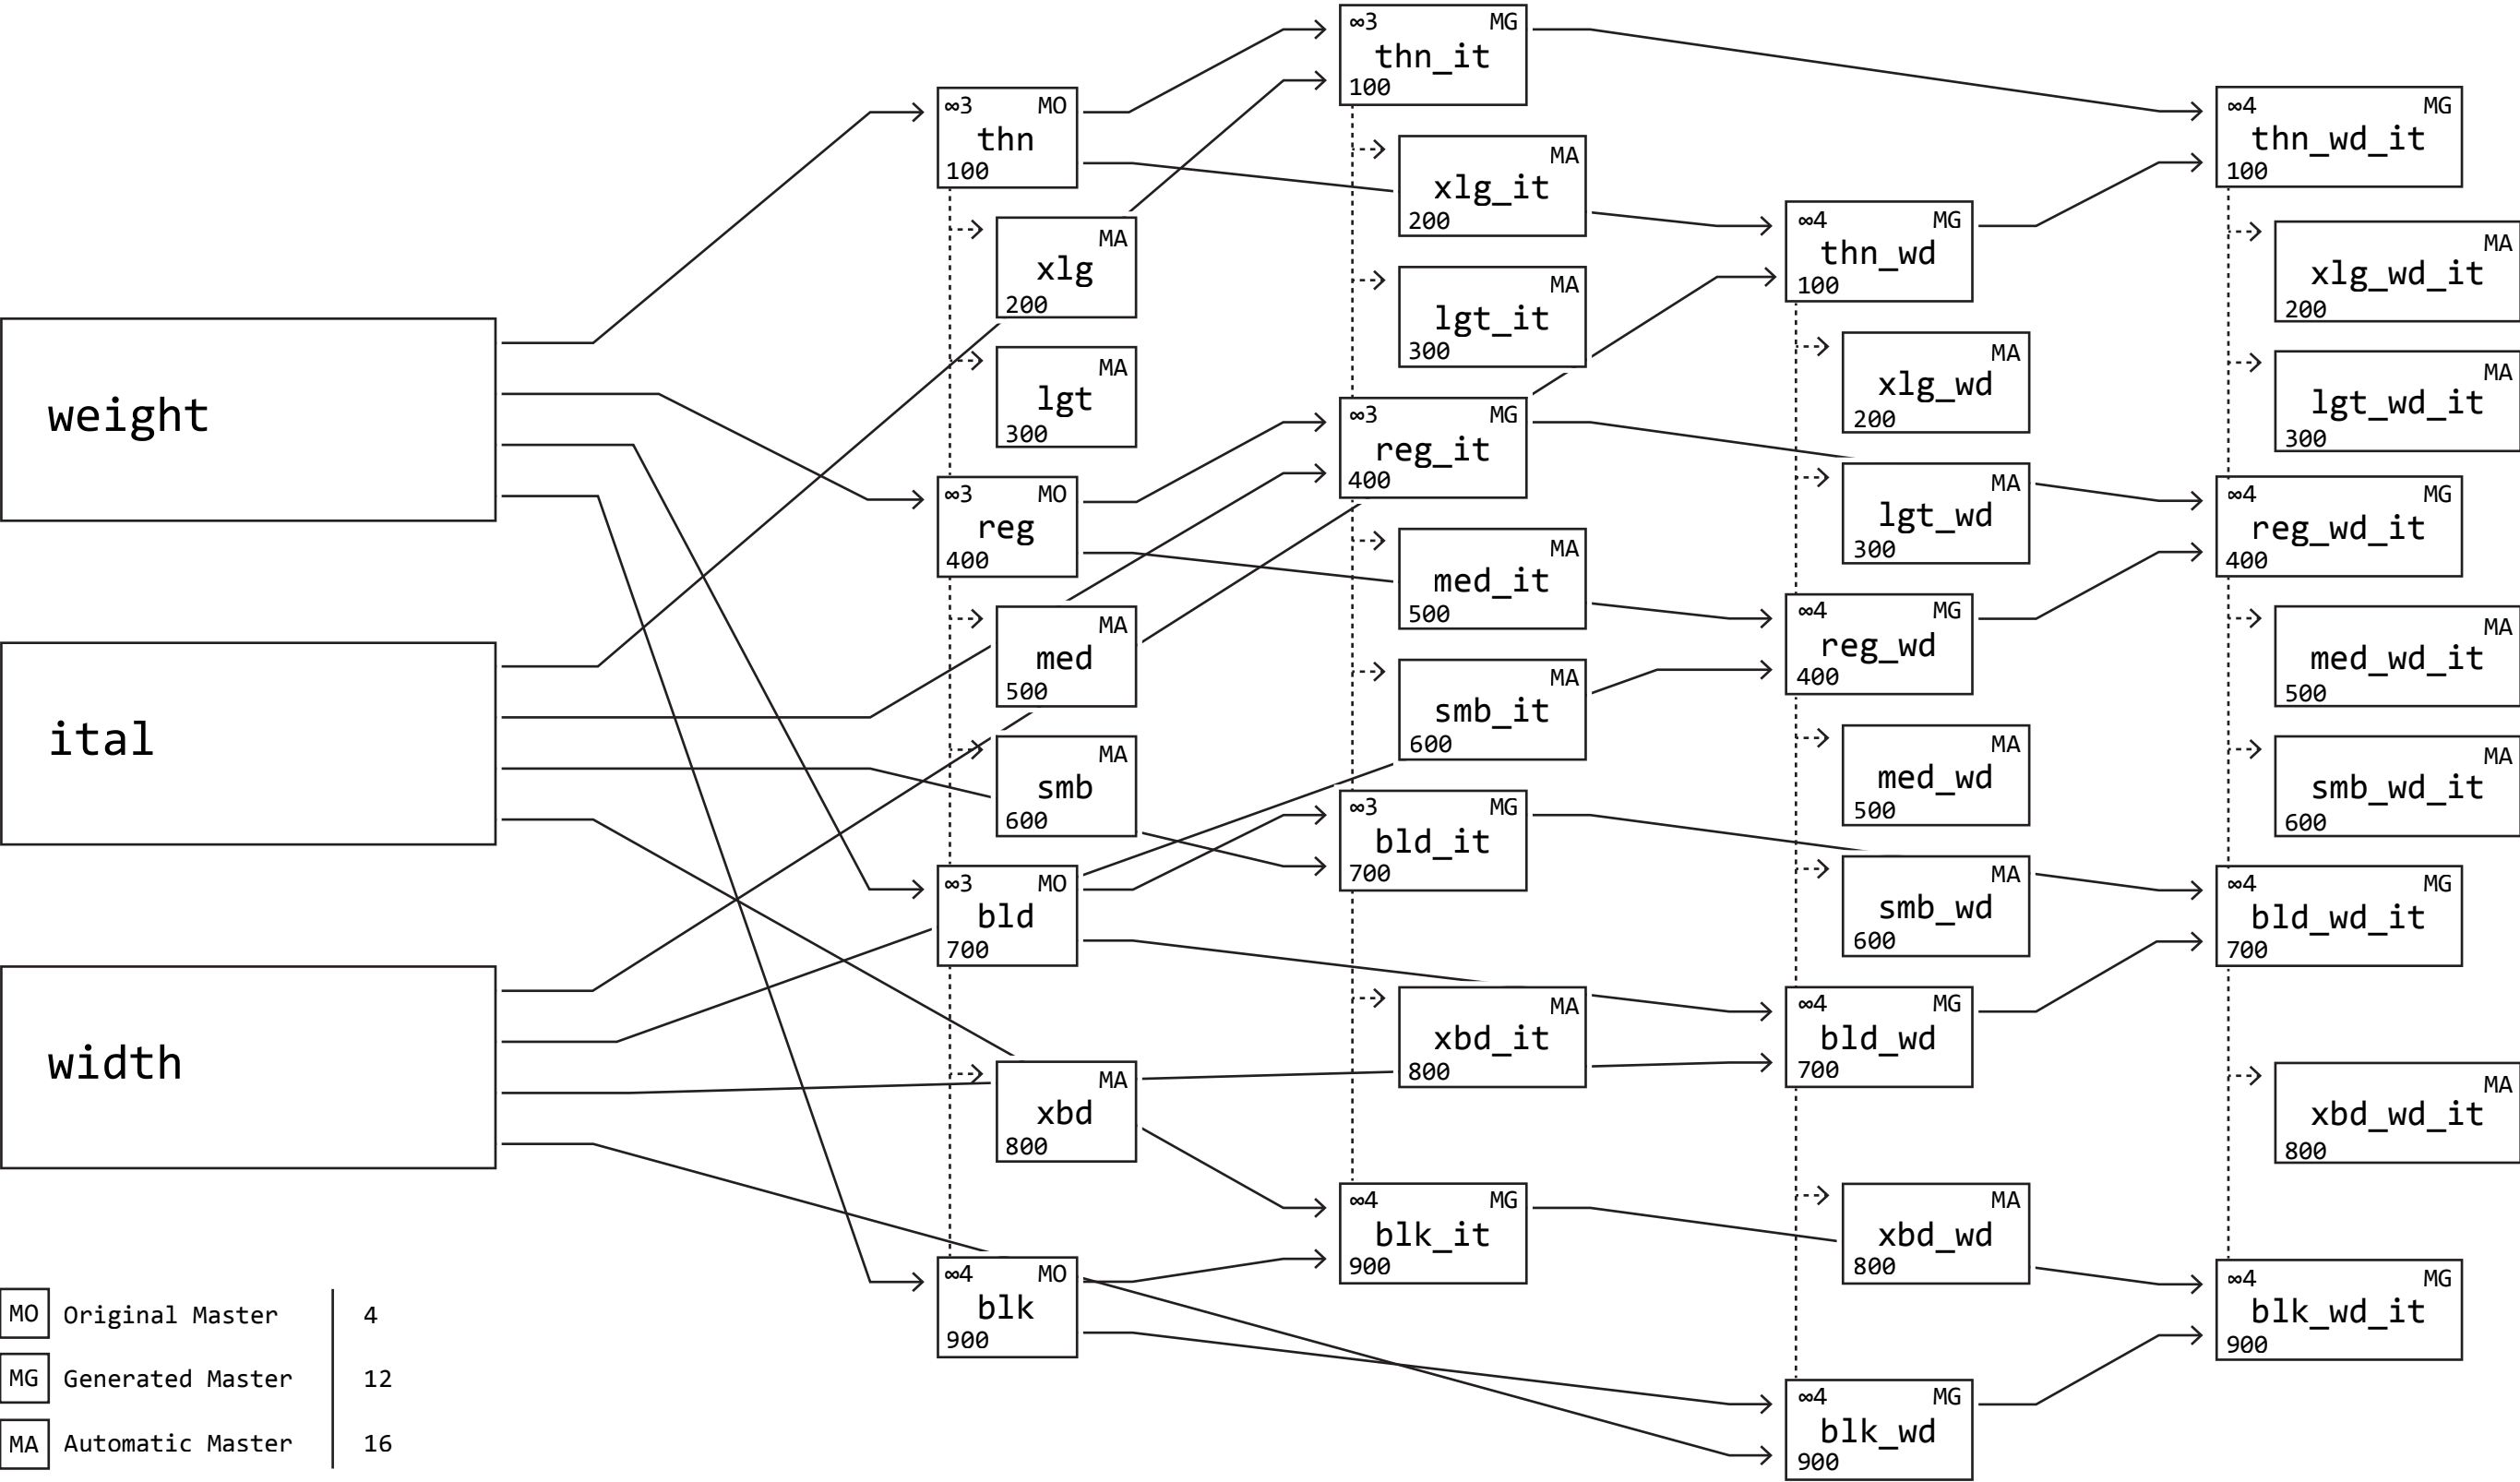 weight
ital
width
MO Original Master 4
MG Generated Master 12
MA Automatic Master 16
∞3 MO
thn
100
MA
xlg
200
MA
lgt
300
∞3 MO
reg
400
MA
med
500
MA
smb
600
∞3 MO
bld
700
MA
xbd
800
∞4 MO
blk
900
∞3 MG
thn_it
100
MA
xlg_it
200
MA
lgt_it
300
∞3 MG
reg_it
400
MA
med_it
500
MA
smb_it
600
∞3 MG
bld_it
700
MA
xbd_it
800
∞4 MG
blk_it
900
∞4 MG
thn_wd
100
MA
xlg_wd
200
MA
lgt_wd
300
∞4 MG
reg_wd
400
MA
med_wd
500
MA
smb_wd
600
∞4 MG
bld_wd
700
MA
xbd_wd
800
∞4 MG
blk_wd
900
∞4 MG
thn_wd_it
100
MA
xlg_wd_it
200
MA
lgt_wd_it
300
∞4 MG
reg_wd_it
400
MA
med_wd_it
500
MA
smb_wd_it
600
∞4 MG
bld_wd_it
700
MA
xbd_wd_it
800
∞4 MG
blk_wd_it
900